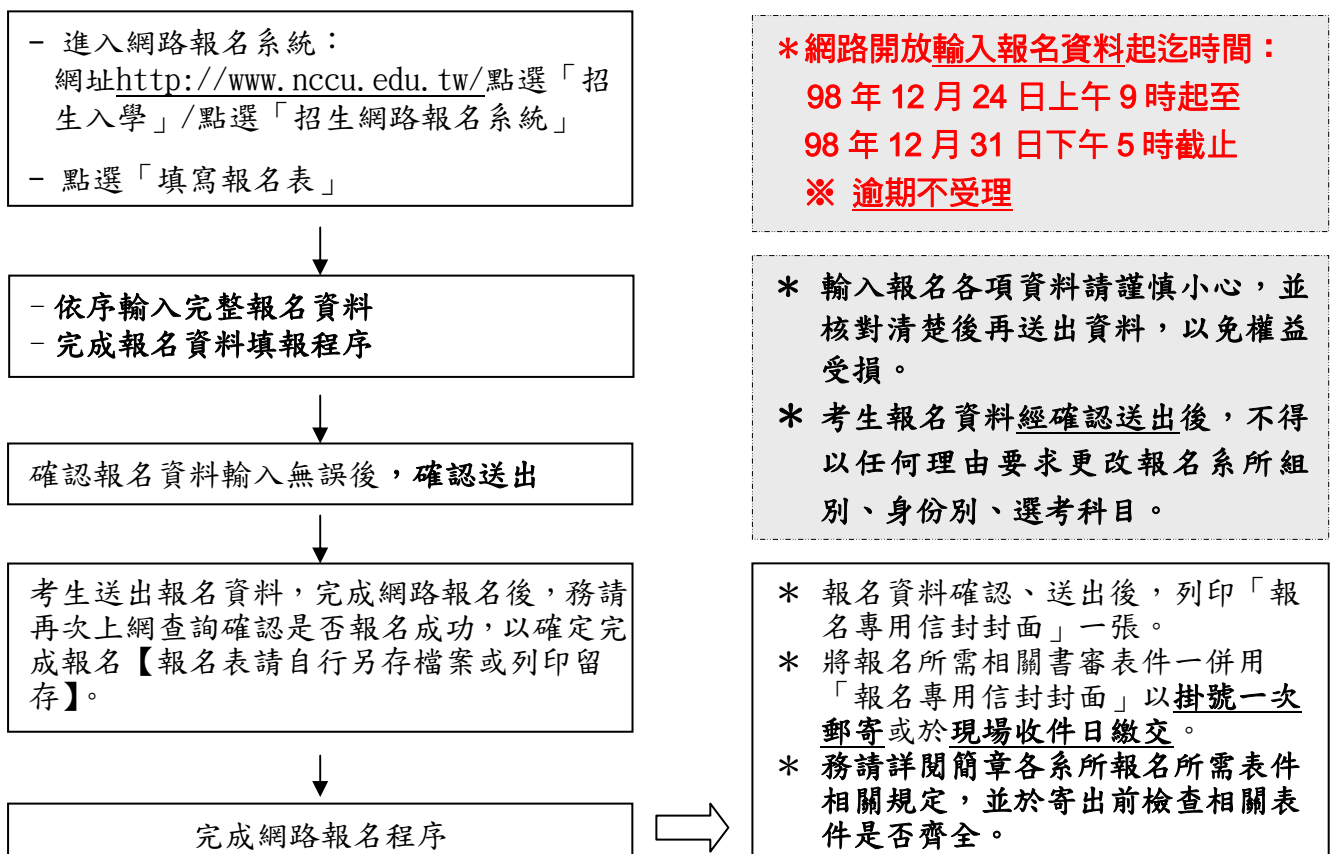 - 進入網路報名系統：
網址http://www.nccu.edu.tw/點選「招
生入學」/點選「招生網路報名系統」
- 點選「填寫報名表」
-依序輸入完整報名資料
-完成報名資料填報程序
確認報名資料輸入無誤後，確認送出
考生送出報名資料，完成網路報名後，務請
再次上網查詢確認是否報名成功，以確定完
成報名【報名表請自行另存檔案或列印留
存】。
完成網路報名程序
＊網路開放輸入報名資料起迄時間：
98 年 12 月 24 日上午 9 時起至
98 年 12 月 31 日下午 5 時截止
※ 逾期不受理
＊ 輸入報名各項資料請謹慎小心，並
核對清楚後再送出資料，以免權益
受損。
＊ 考生報名資料經確認送出後，不得
以任何理由要求更改報名系所組
別、身份別、選考科目。
＊ 報名資料確認、送出後，列印「報
名專用信封封面」一張。
＊ 將報名所需相關書審表件一併用
「報名專用信封封面」以掛號一次
郵寄或於現場收件日繳交。
＊ 務請詳閱簡章各系所報名所需表件
相關規定，並於寄出前檢查相關表
件是否齊全。